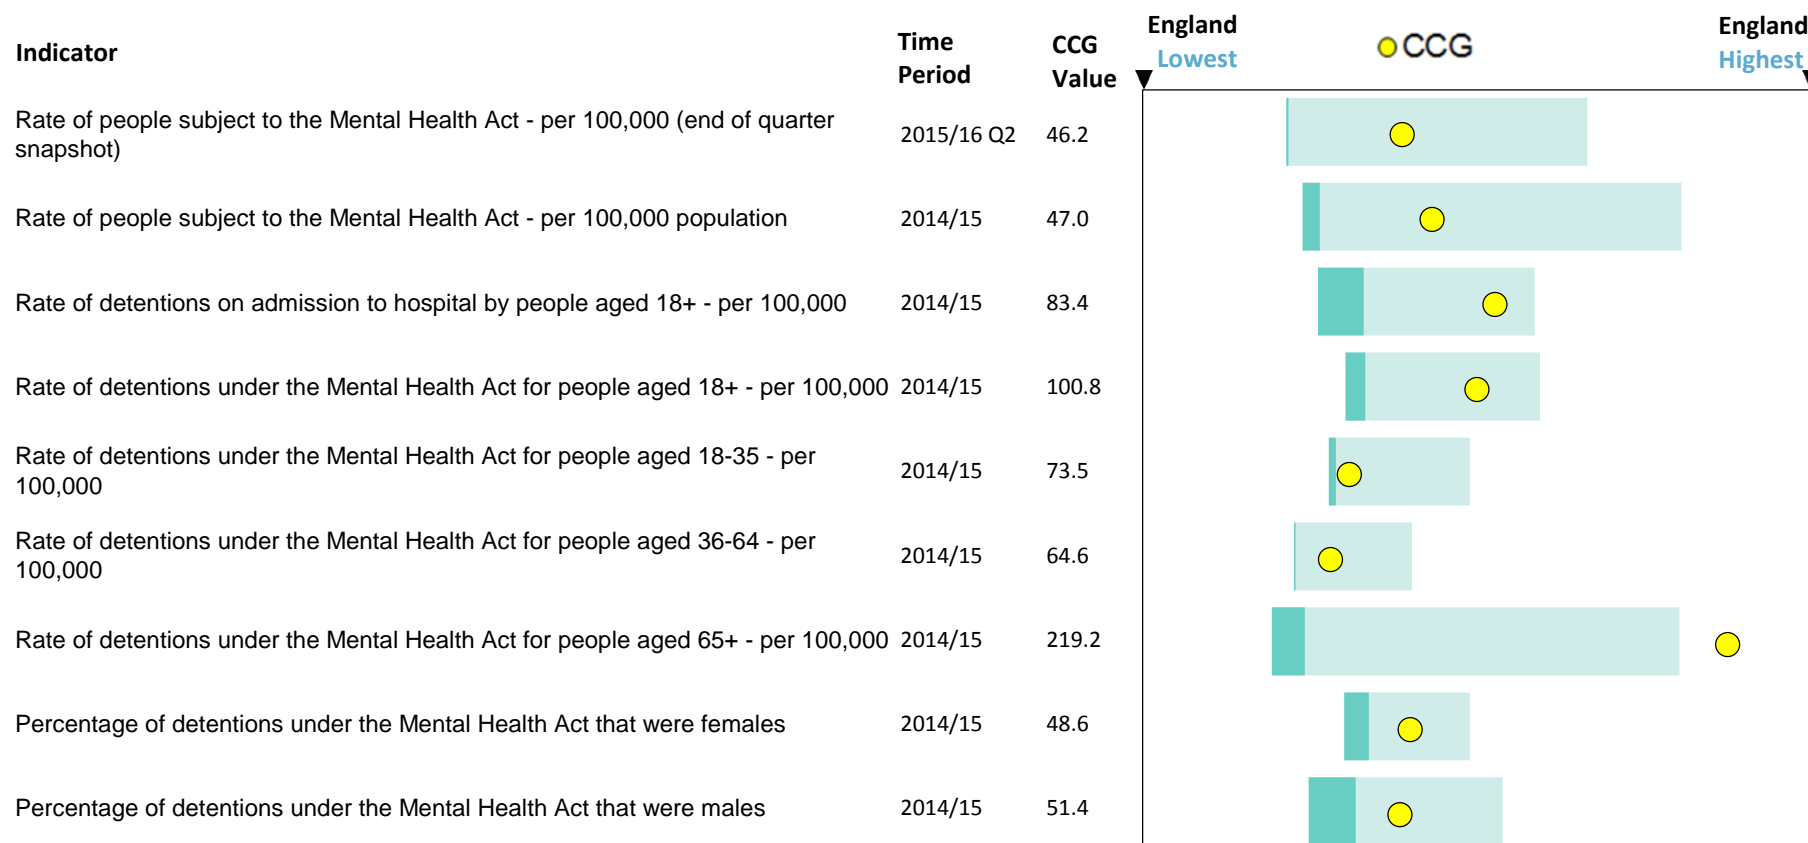 Indicator
Time Period
CCG Value
England Lowest
CCG
England Highest
Rate of people subject to the Mental Health Act - per 100,000 (end of quarter
snapshot)
2015/16 Q2 46.2
Rate of people subject to the Mental Health Act - per 100,000 population 2014/15 47.0
Rate of detentions on admission to hospital by people aged 18+ - per 100,000 2014/15 83.4
Rate of detentions under the Mental Health Act for people aged 18+ - per 100,000 2014/15 100.8
Rate of detentions under the Mental Health Act for people aged 18-35 - per
100,000
2014/15 73.5
Rate of detentions under the Mental Health Act for people aged 36-64 - per
100,000
2014/15 64.6
Rate of detentions under the Mental Health Act for people aged 65+ - per 100,000 2014/15 219.2
Percentage of detentions under the Mental Health Act that were females 2014/15 48.6
Percentage of detentions under the Mental Health Act that were males 2014/15 51.4